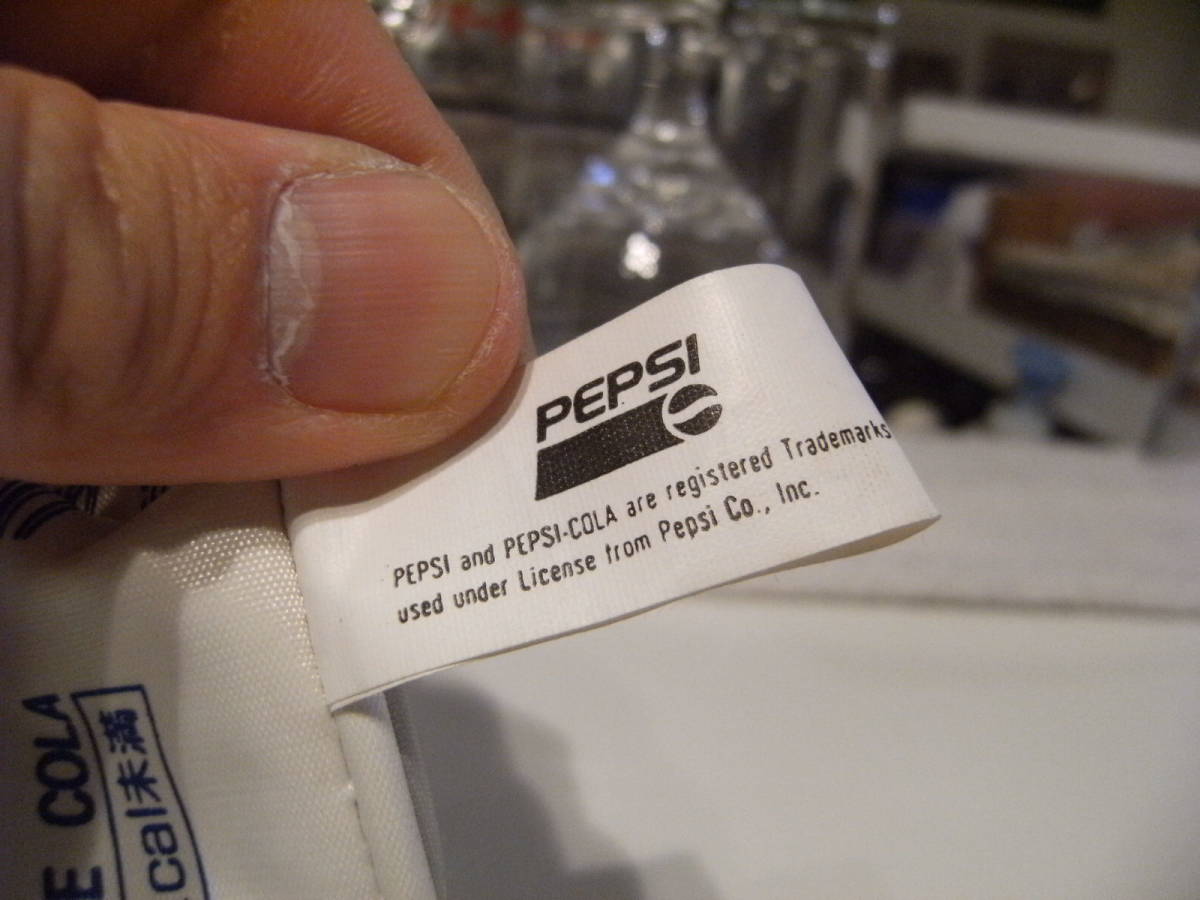 PEPSI
PEPSI and PEPSI-COLA are registered Trademarks
used under License from Pepsi Co., Inc.
COLA
cal未満